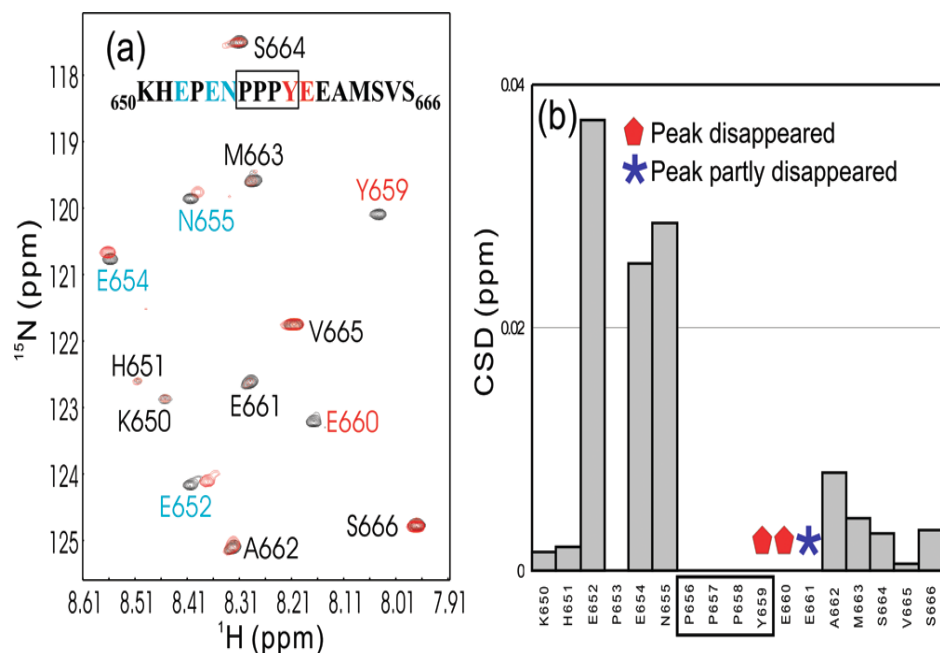 (a)
S664
650KHEPENPPPYEEAMSVS666
M663
Y659
N655
E654
V665
H651
K650
E661
E660
E652
S666
A662
118
119
120
121
122
123
124
125
15N (ppm)
8.61 8.51 8.41 8.31 8.21 8.11 8.01 7.91
1H (ppm)
(b)
Peak disappeared
Peak partly disappeared
0.04
0.02
0
CSD (ppm)
K650
H651
E652
P653
E654
N655
P656
P657
P658
Y659
E660
E661
A662
M663
S664
V665
S666